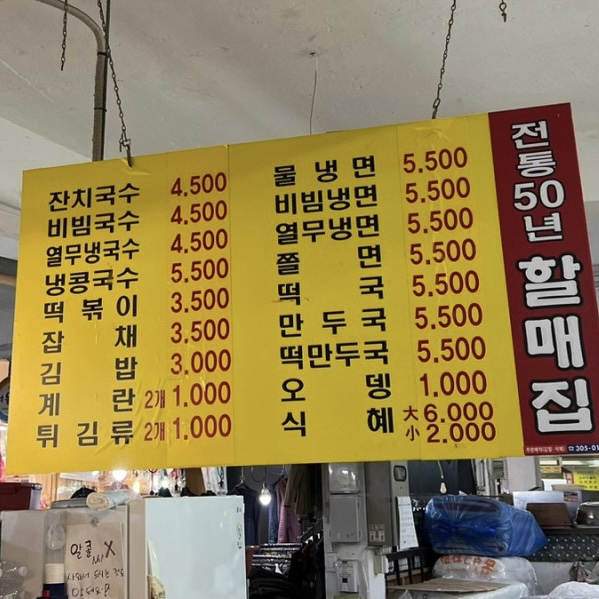 잔치국수 4.500
비빔국수 4.500
열무냉국수 4.500
냉콩국수 5.500
떡볶이 3.500
잡채 3.500
김밥 3.000
계란 2개 1.000
튀김류 2개 1.000
물냉면 5.500
비빔냉면 5.500
열무냉면 5.500
쫄면 5.500
떡국 5.500
만두국 5.500
떡만두국 5.500
오뎅 1.000
식혜 大 6.000
小 2.000
전통50년 할매집
☎ 305-01